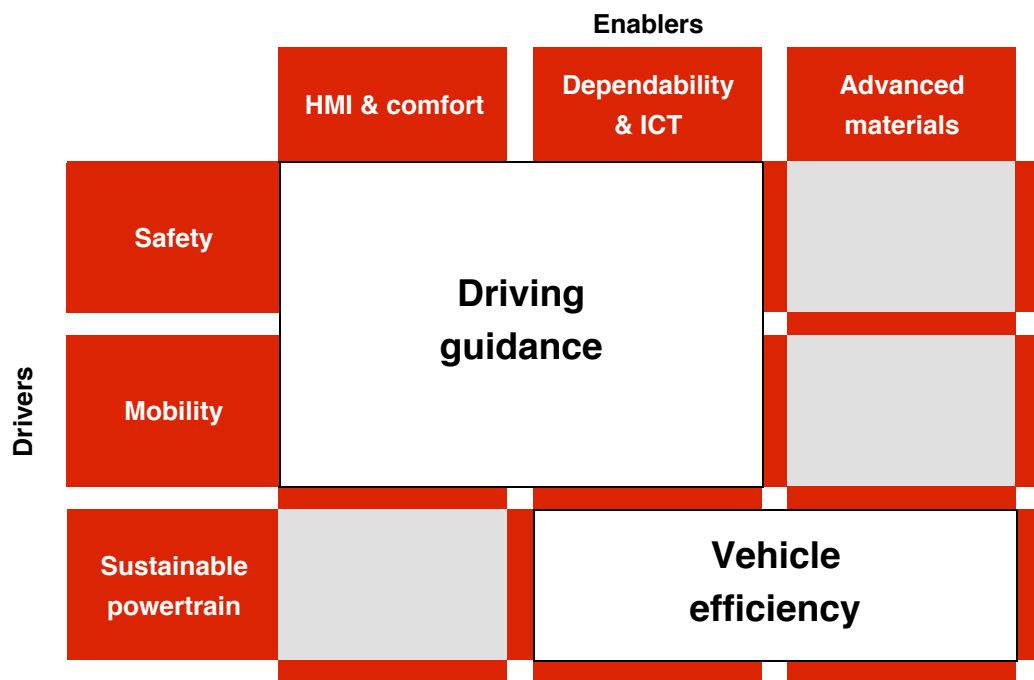 Enablers
HMI & comfort
Dependability
& ICT
Advanced
materials
Safety
Driving
guidance
Drivers
Mobility
Sustainable
powertrain
Vehicle
efficiency